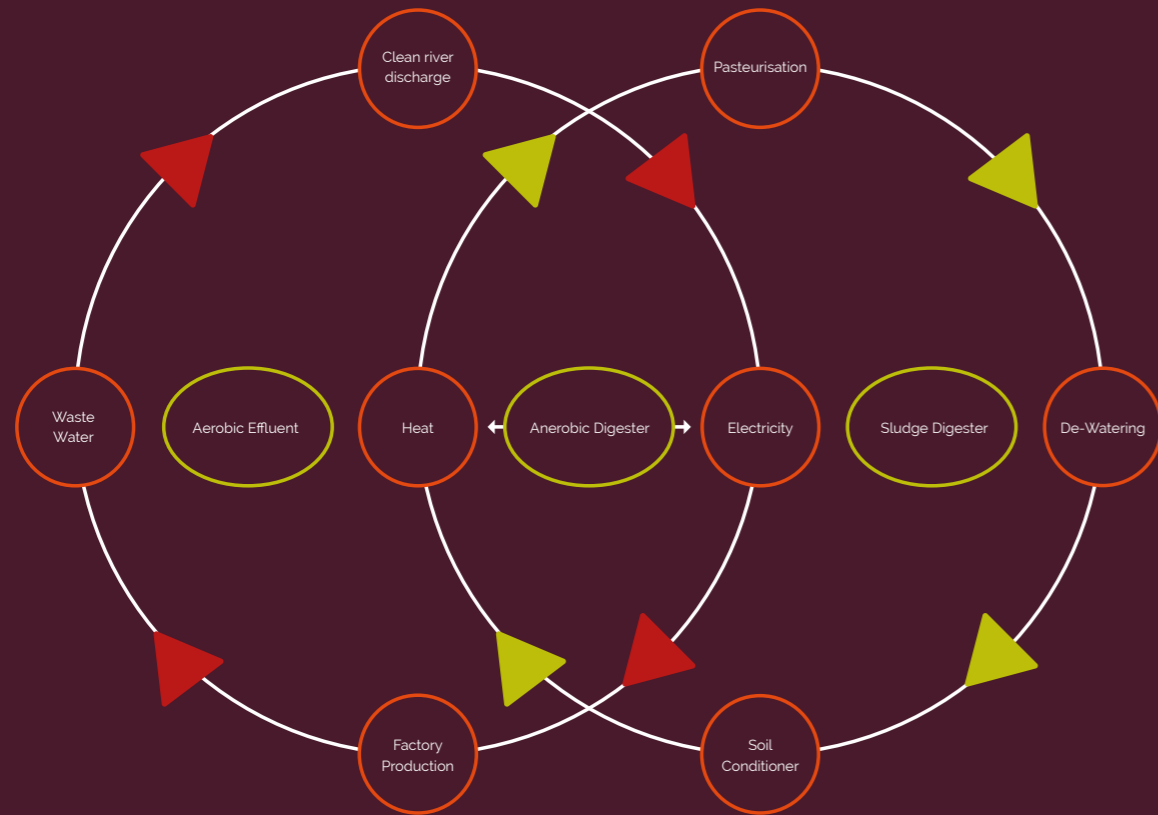 Clean river
discharge
Pasteurisation
Waste
Water
Aerobic Effluent
Heat
Anerobic Digester
Electricity
Sludge Digester
De-Watering
Factory
Production
Soil
Conditioner